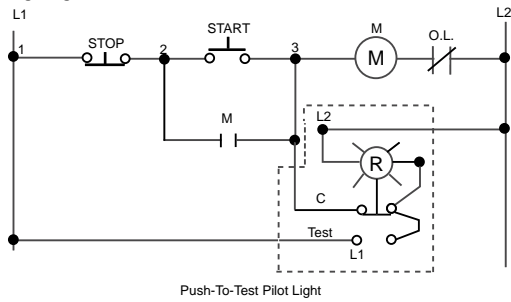 L1
L2
1
STOP
2
START
3
M
M
O.L.
M
L2
R
C
Test
L1
Push-To-Test Pilot Light